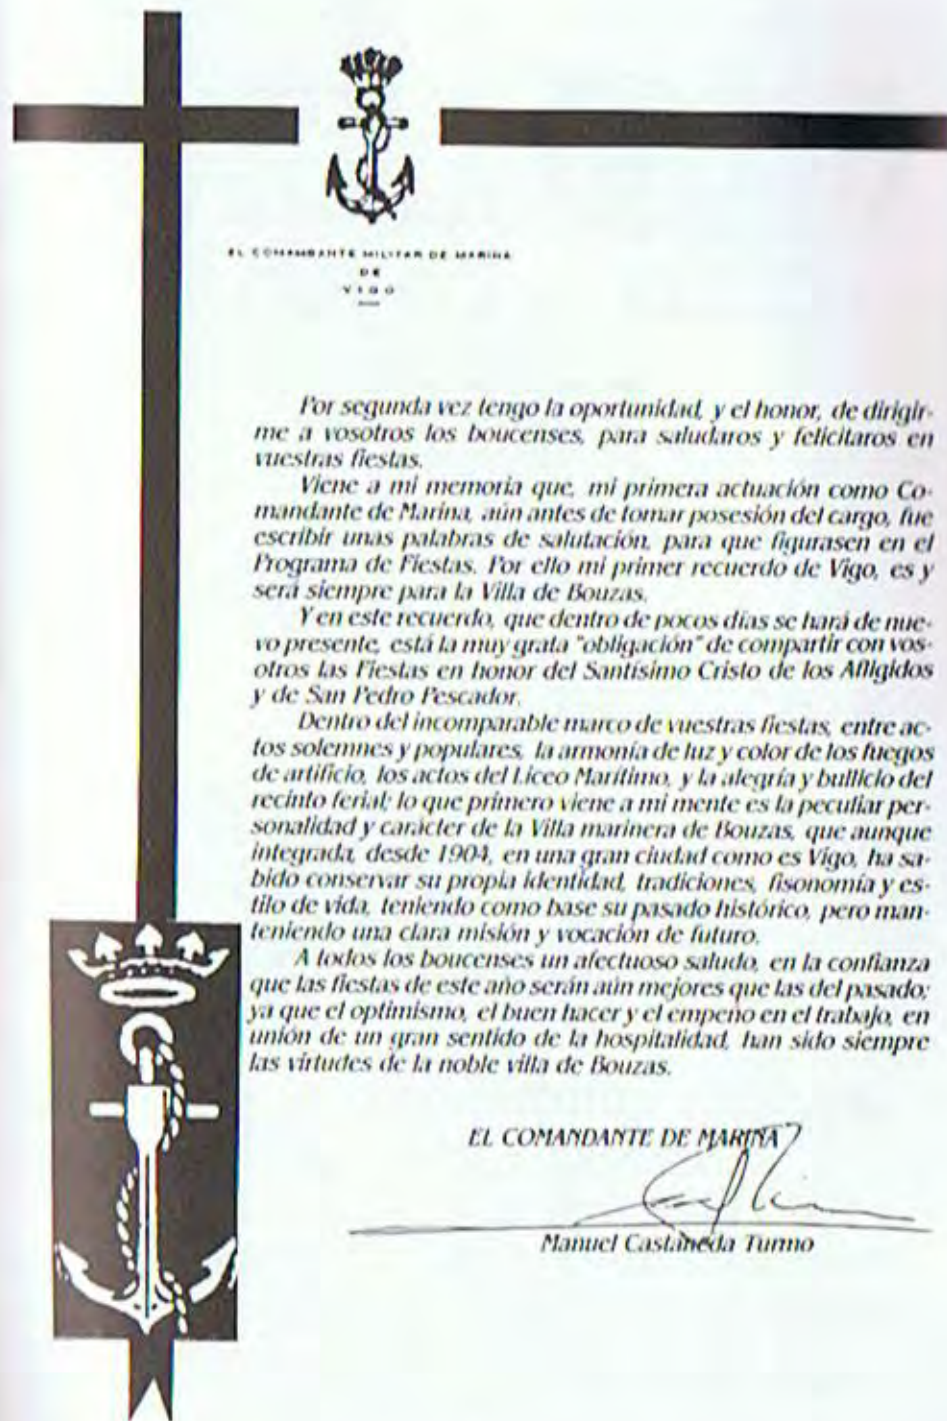 EL COMANDANTE MILITAR DE MARINA
DE
VIGO
Por segunda vez tengo la oportunidad, y el honor, de dirigir-
me a vosotros los boucenses, para saludaros y felicitaros en
vuestras fiestas.
Viene a mi memoria que, mi primera actuación como Co-
mandante de Marina, aún antes de tomar posesión del cargo, fue
escribir unas palabras de salutación, para que figurasen en el
Programa de Fiestas. Por ello mi primer recuerdo de Vigo, es y
será siempre para la Villa de Bouzas.
Y en este recuerdo, que dentro de pocos días se hará de nue-
vo presente, está la muy grata "obligación" de compartir con vos-
otros las Fiestas en honor del Santísimo Cristo de los Afligidos
y de San Pedro Pescador.
Dentro del incomparable marco de vuestras fiestas, entre ac-
tos solemnes y populares, la armonía de luz y color de los fuegos
de artificio, los actos del Liceo Marítimo, y la alegría y bullicio del
recinto ferial; lo que primero viene a mi mente es la peculiar per-
sonalidad y carácter de la Villa marinera de Bouzas, que aunque
integrada, desde 1904, en una gran ciudad como es Vigo, ha sa-
bido conservar su propia identidad, tradiciones, fisonomía y es-
tilo de vida, teniendo como base su pasado histórico, pero man-
teniendo una clara misión y vocación de futuro.
A todos los boucenses un afectuoso saludo, en la confianza
que las fiestas de este año serán aún mejores que las del pasado;
ya que el optimismo, el buen hacer y el empeño en el trabajo, en
unión de un gran sentido de la hospitalidad, han sido siempre
las virtudes de la noble villa de Bouzas.
EL COMANDANTE DE MARINA
Manuel Castañeda Turmo